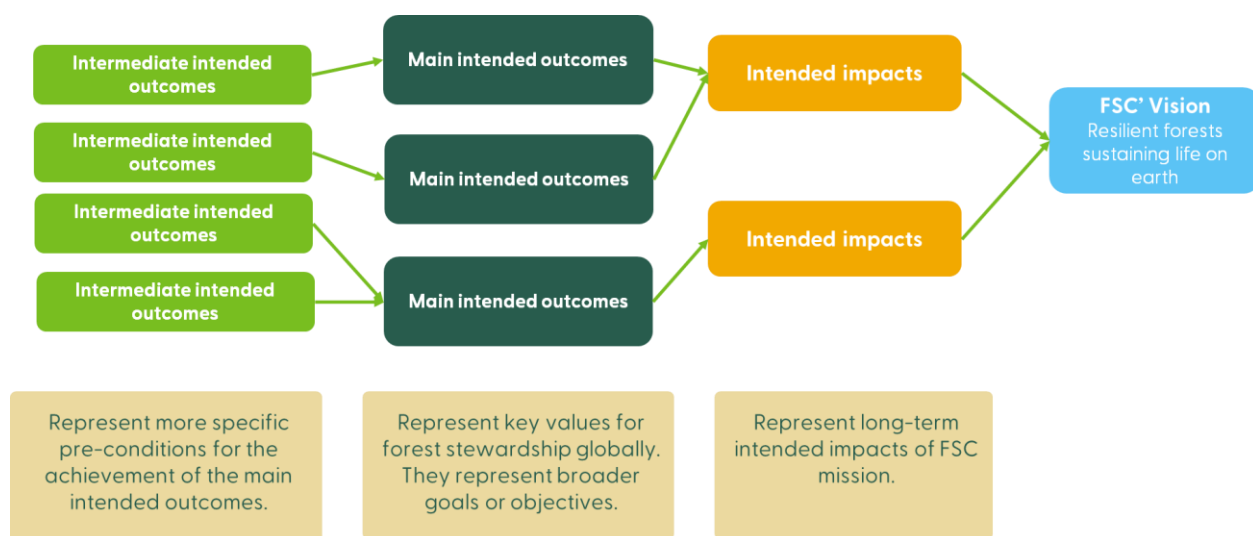 Intermediate intended
outcomes
Intermediate intended
outcomes
Intermediate intended
outcomes
Intermediate intended
outcomes
Main intended outcomes
Main intended outcomes
Main intended outcomes
Intended impacts
Intended impacts
FSC' Vision
Resilient forests
sustaining life on
earth
Represent more specific
pre-conditions for the
achievement of the main
intended outcomes.
Represent key values for
forest stewardship globally.
They represent broader
goals or objectives.
Represent long-term
intended impacts of FSC
mission.